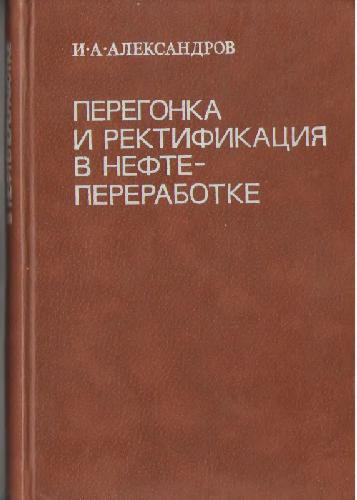 И·А·АЛЕКСАНДРОВ
ПЕРЕГОНКА
И РЕКТИФИКАЦИЯ
В НЕФТЕ-
ПЕРЕРАБОТКЕ